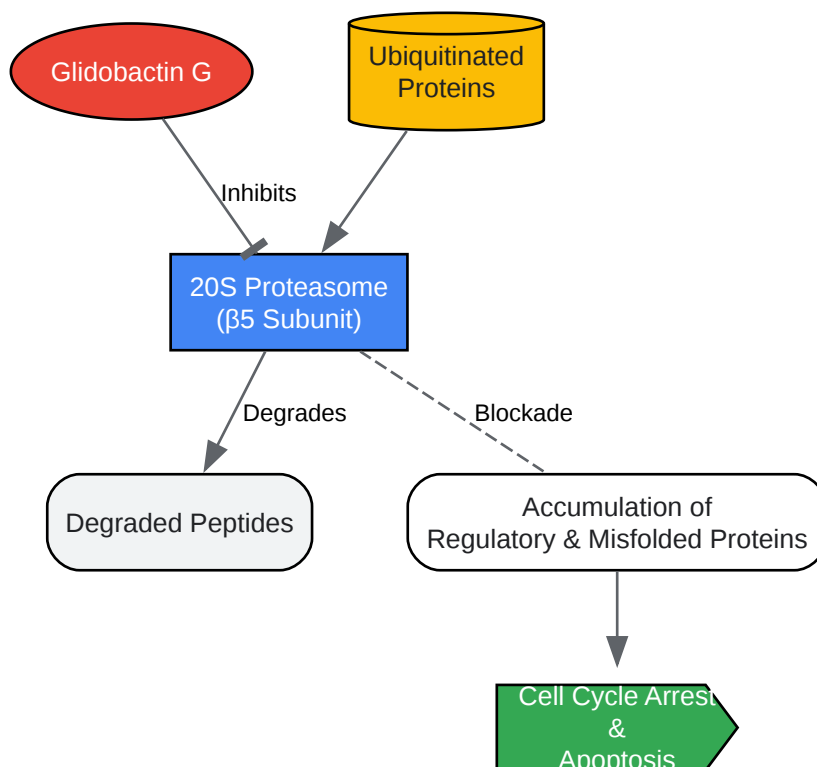 Glidobactin G
Ubiquitinated
Proteins
Inhibits
20S Proteasome
(β5 Subunit)
Degrades
Blockade
Degraded Peptides
Accumulation of
Regulatory & Misfolded Proteins
Cell Cycle Arrest
&
Apoptosis